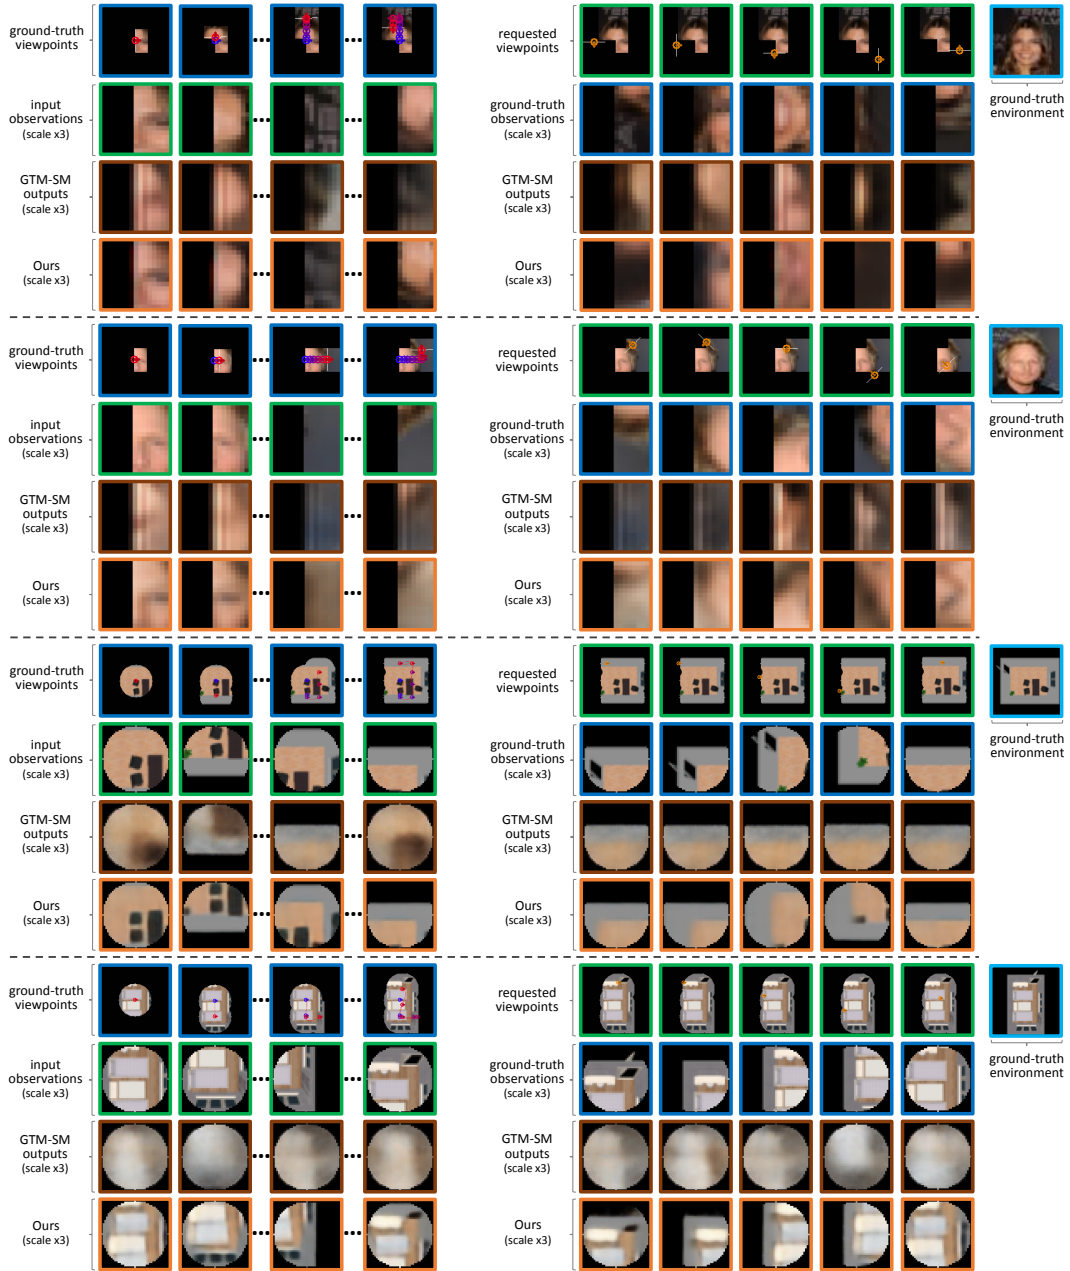 ground-truth
viewpoints
requested
viewpoints
ground-truth
environment
input
observations
(scale x3)
ground-truth
observations
(scale x3)
GTM-SM
outputs
(scale x3)
GTM-SM
outputs
(scale x3)
Ours
(scale x3)
Ours
(scale x3)
ground-truth
viewpoints
requested
viewpoints
ground-truth
environment
input
observations
(scale x3)
ground-truth
observations
(scale x3)
GTM-SM
outputs
(scale x3)
GTM-SM
outputs
(scale x3)
Ours
(scale x3)
Ours
(scale x3)
ground-truth
viewpoints
requested
viewpoints
ground-truth
environment
input
observations
(scale x3)
ground-truth
observations
(scale x3)
GTM-SM
outputs
(scale x3)
GTM-SM
outputs
(scale x3)
Ours
(scale x3)
Ours
(scale x3)
ground-truth
viewpoints
requested
viewpoints
ground-truth
environment
input
observations
(scale x3)
ground-truth
observations
(scale x3)
GTM-SM
outputs
(scale x3)
GTM-SM
outputs
(scale x3)
Ours
(scale x3)
Ours
(scale x3)